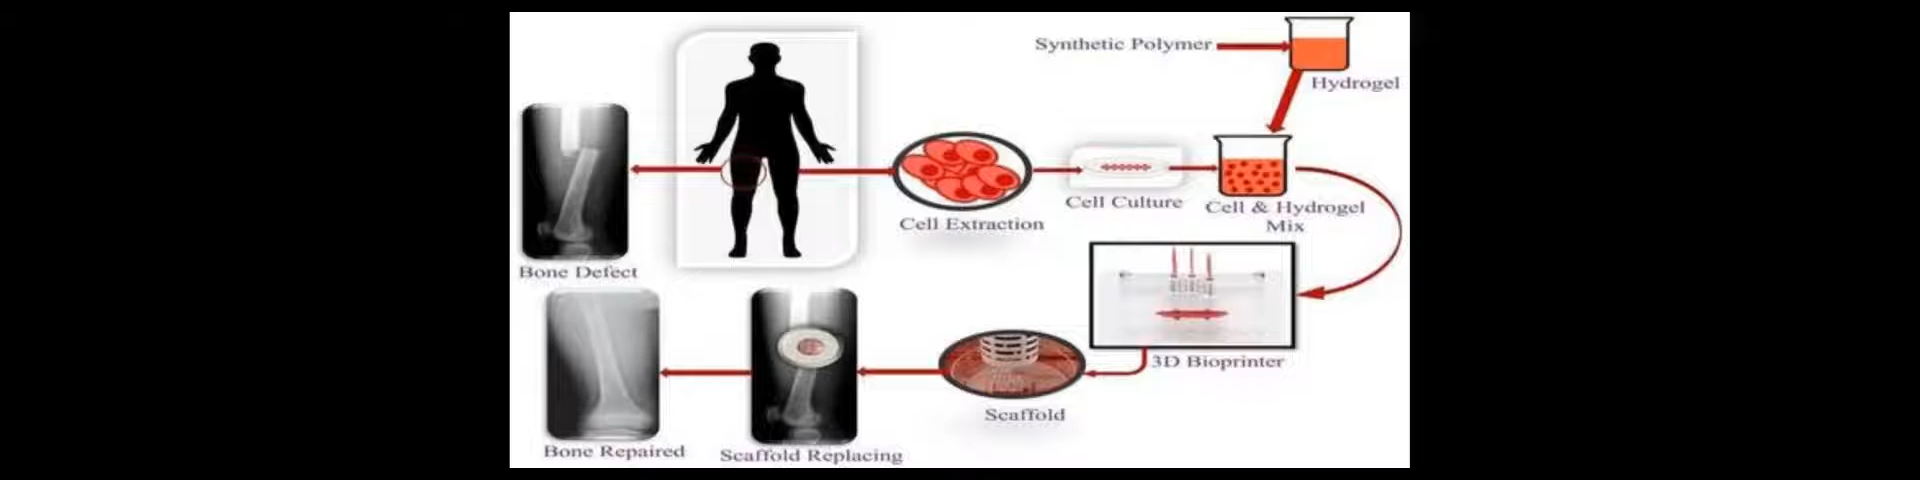 Synthetic Polymer
Hydrogel
Cell Extraction
Cell Culture
Cell & Hydrogel
Mix
Bone Defect
3D Bioprinter
Scaffold
Bone Repaired
Scaffold Replacing